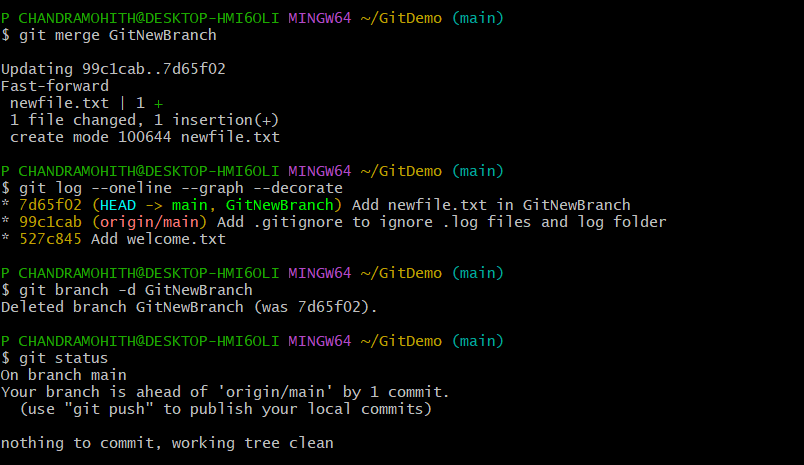 P CHANDRAMOHITH@DESKTOP-HMI6OLI MINGW64 ~/GitDemo (main)
$ git merge GitNewBranch
Updating 99c1cab..7d65f02
Fast-forward
 newfile.txt | 1 +
 1 file changed, 1 insertion(+)
 create mode 100644 newfile.txt
P CHANDRAMOHITH@DESKTOP-HMI6OLI MINGW64 ~/GitDemo (main)
$ git log --oneline --graph --decorate
* 7d65f02 (HEAD -> main, GitNewBranch) Add newfile.txt in GitNewBranch
* 99c1cab (origin/main) Add .gitignore to ignore .log files and log folder
* 527c845 Add welcome.txt
P CHANDRAMOHITH@DESKTOP-HMI6OLI MINGW64 ~/GitDemo (main)
$ git branch -d GitNewBranch
Deleted branch GitNewBranch (was 7d65f02).
P CHANDRAMOHITH@DESKTOP-HMI6OLI MINGW64 ~/GitDemo (main)
$ git status
On branch main
Your branch is ahead of 'origin/main' by 1 commit.
  (use "git push" to publish your local commits)
nothing to commit, working tree clean